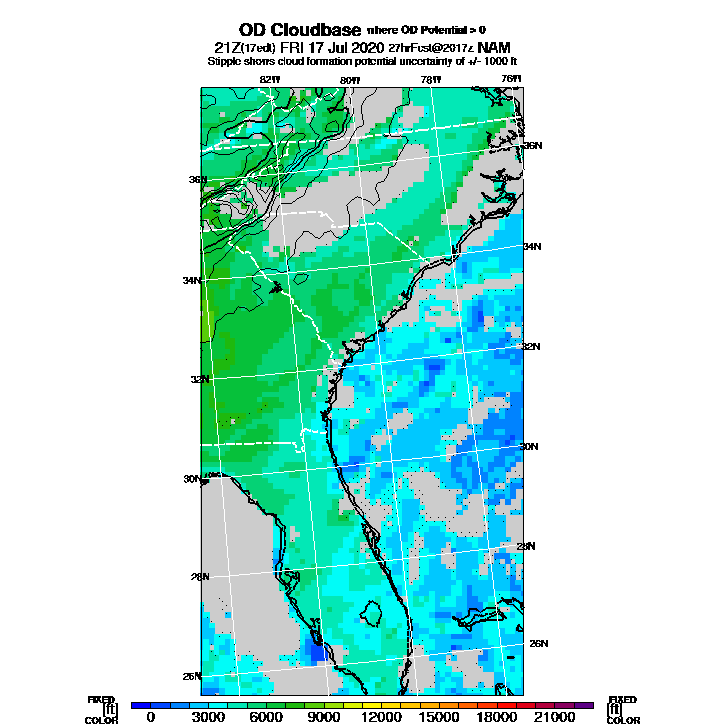 OD Cloudbase where OD Potential > 0
21Z(17edt) FRI 17 Jul 2020 27hrFcst@2017z NAM
Stipple shows cloud formation potential uncertainty of +/- 1000 ft
82W 80W 78W 76W
36N
36N
34N
34N
32N
32N
30N
30N
28N
28N
26N
26N
FIXED FIXED
[ft] [ft]
COLOR 0 3000 6000 9000 12000 15000 18000 21000 COLOR